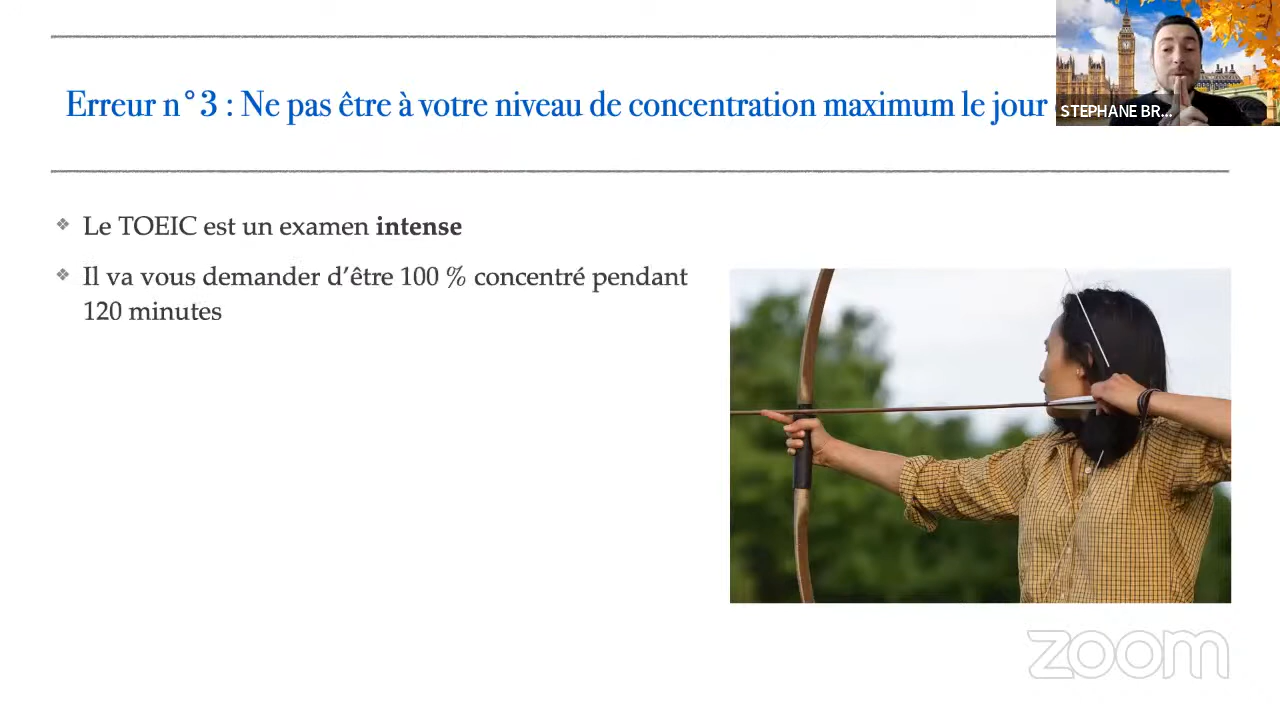 Erreur n°3 : Ne pas être à votre niveau de concentration maximum le jour
STEPHANE BR...
❖ Le TOEIC est un examen intense
❖ Il va vous demander d’être 100 % concentré pendant
120 minutes
zoom